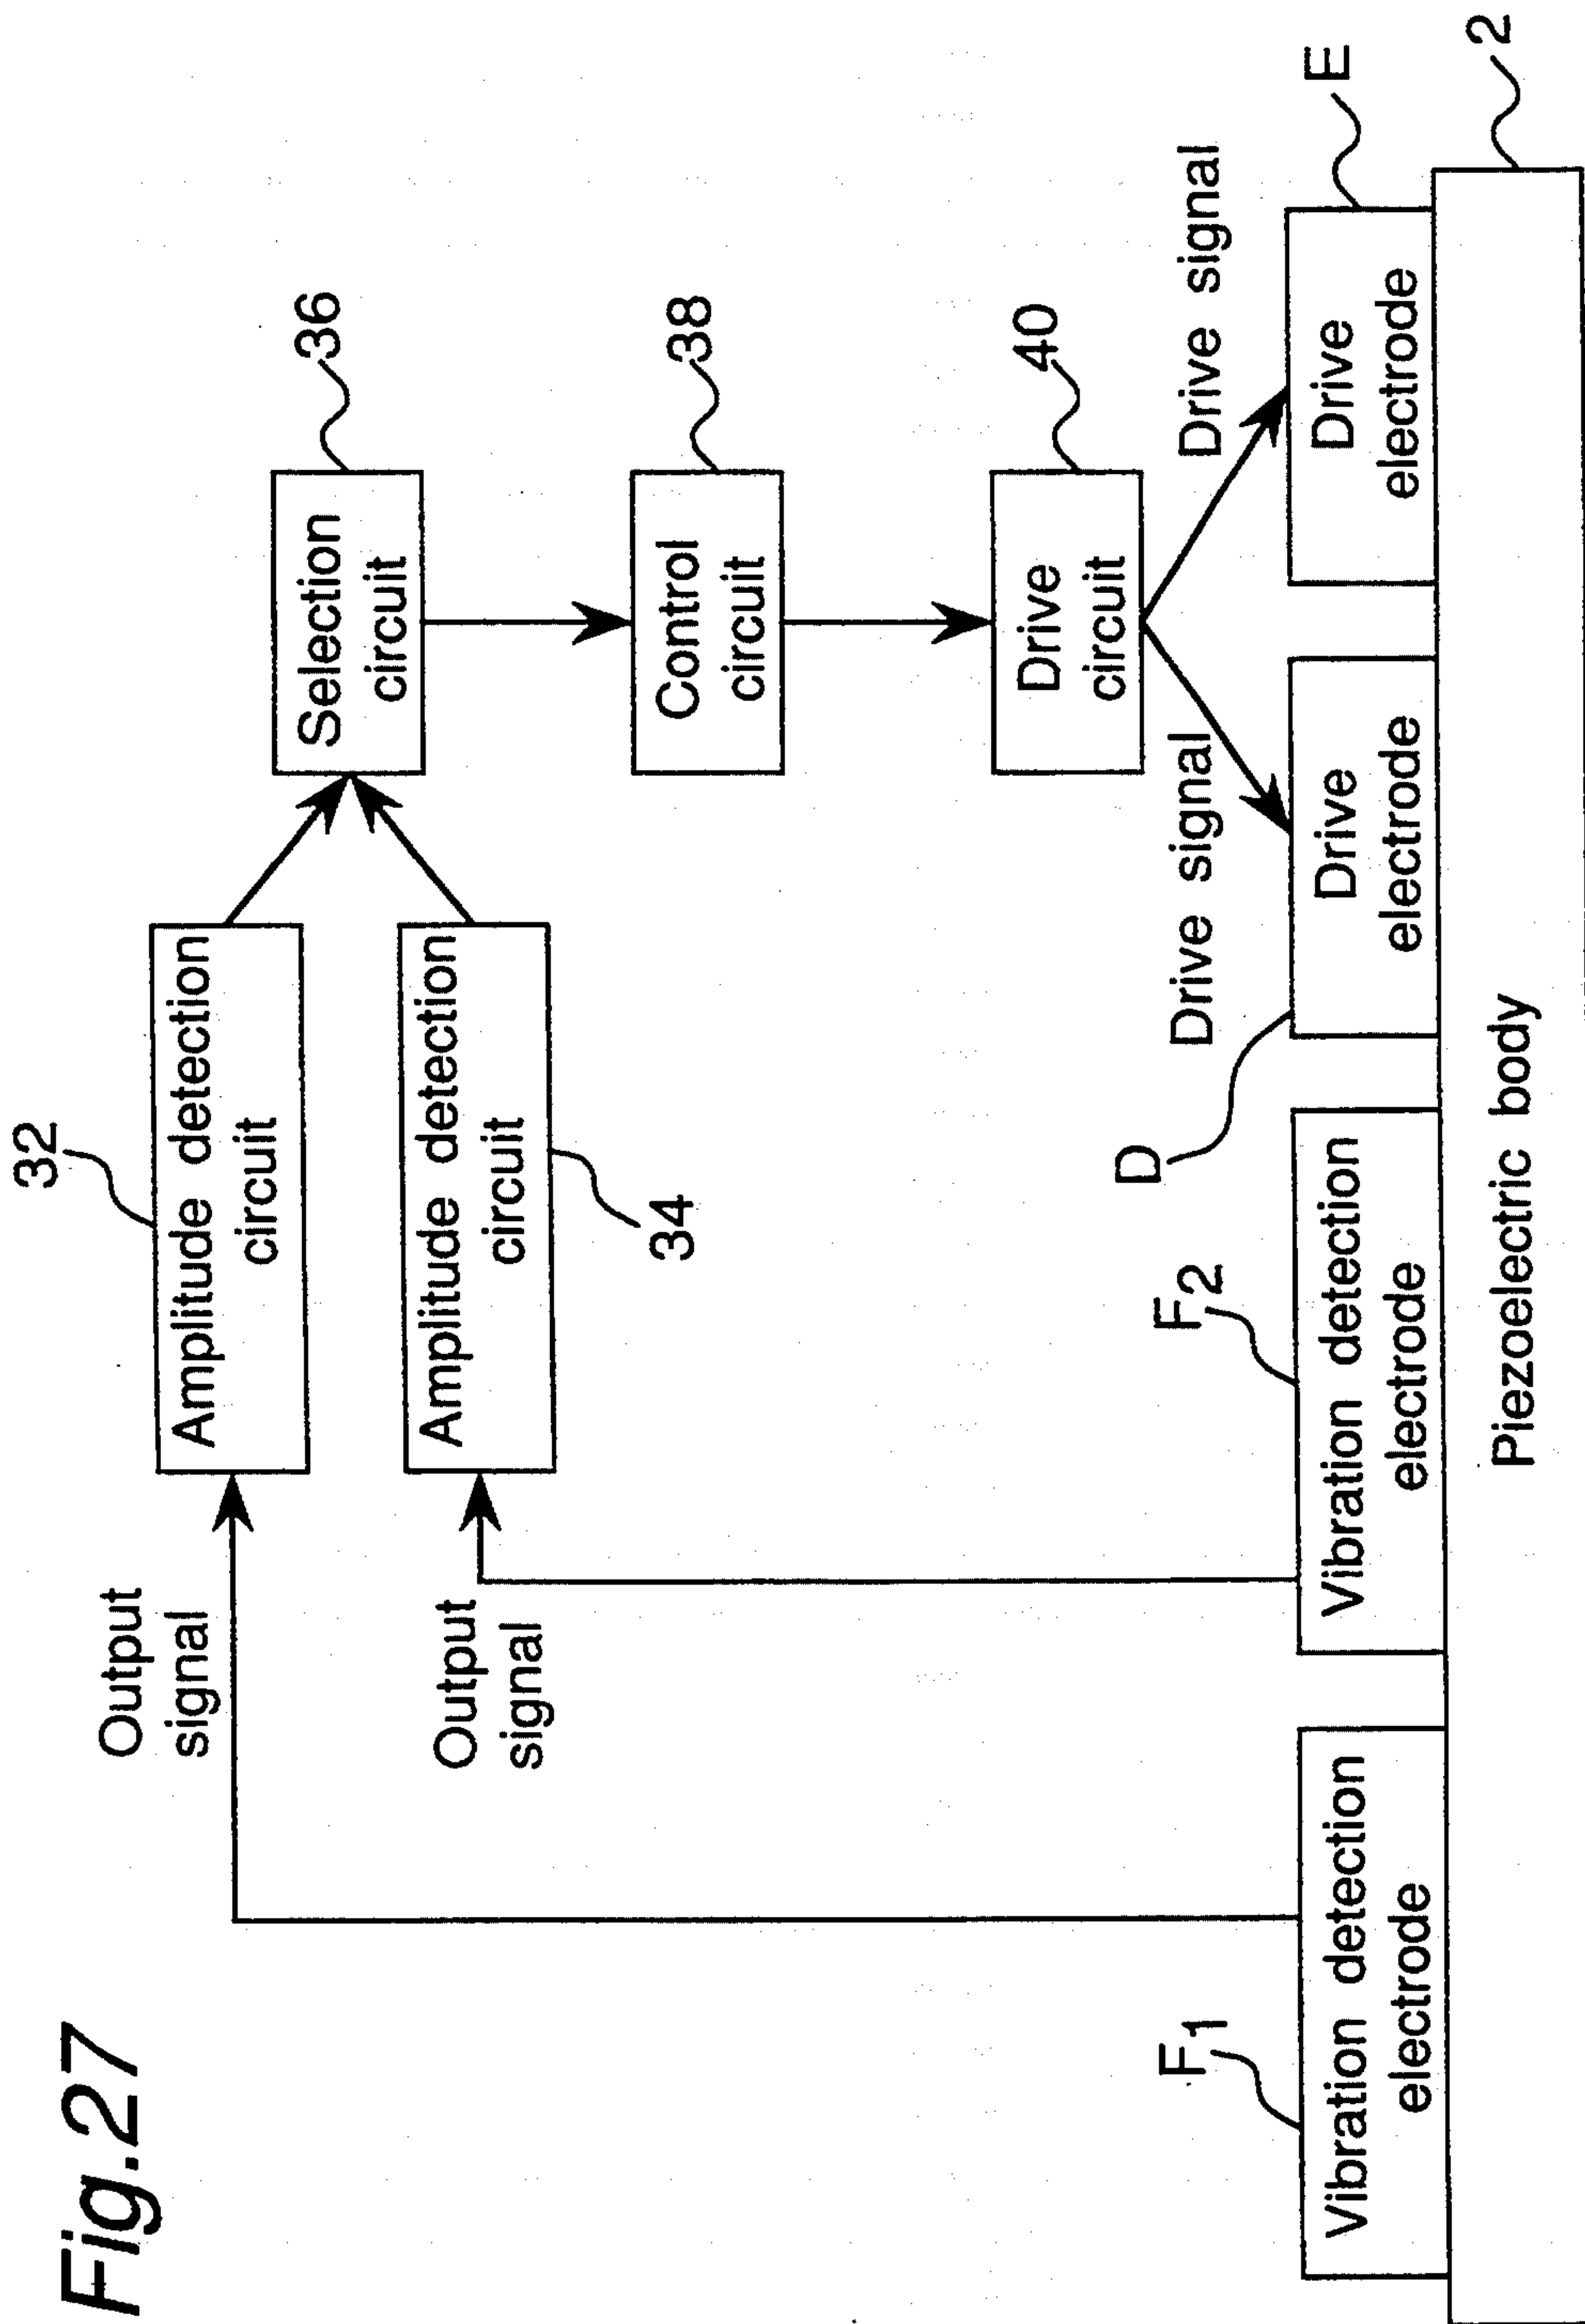 Fig.27
32
Output
signal
Amplitude detection
circuit
Selection
circuit
36
Output
signal
Amplitude detection
circuit
34
Control
circuit
38
Drive
circuit
40
F1
F2
D
Drive signal
Drive signal
E
Vibration detection
electrode
Vibration detection
electrode
Drive
electrode
Drive
electrode
Piezoelectric body
2